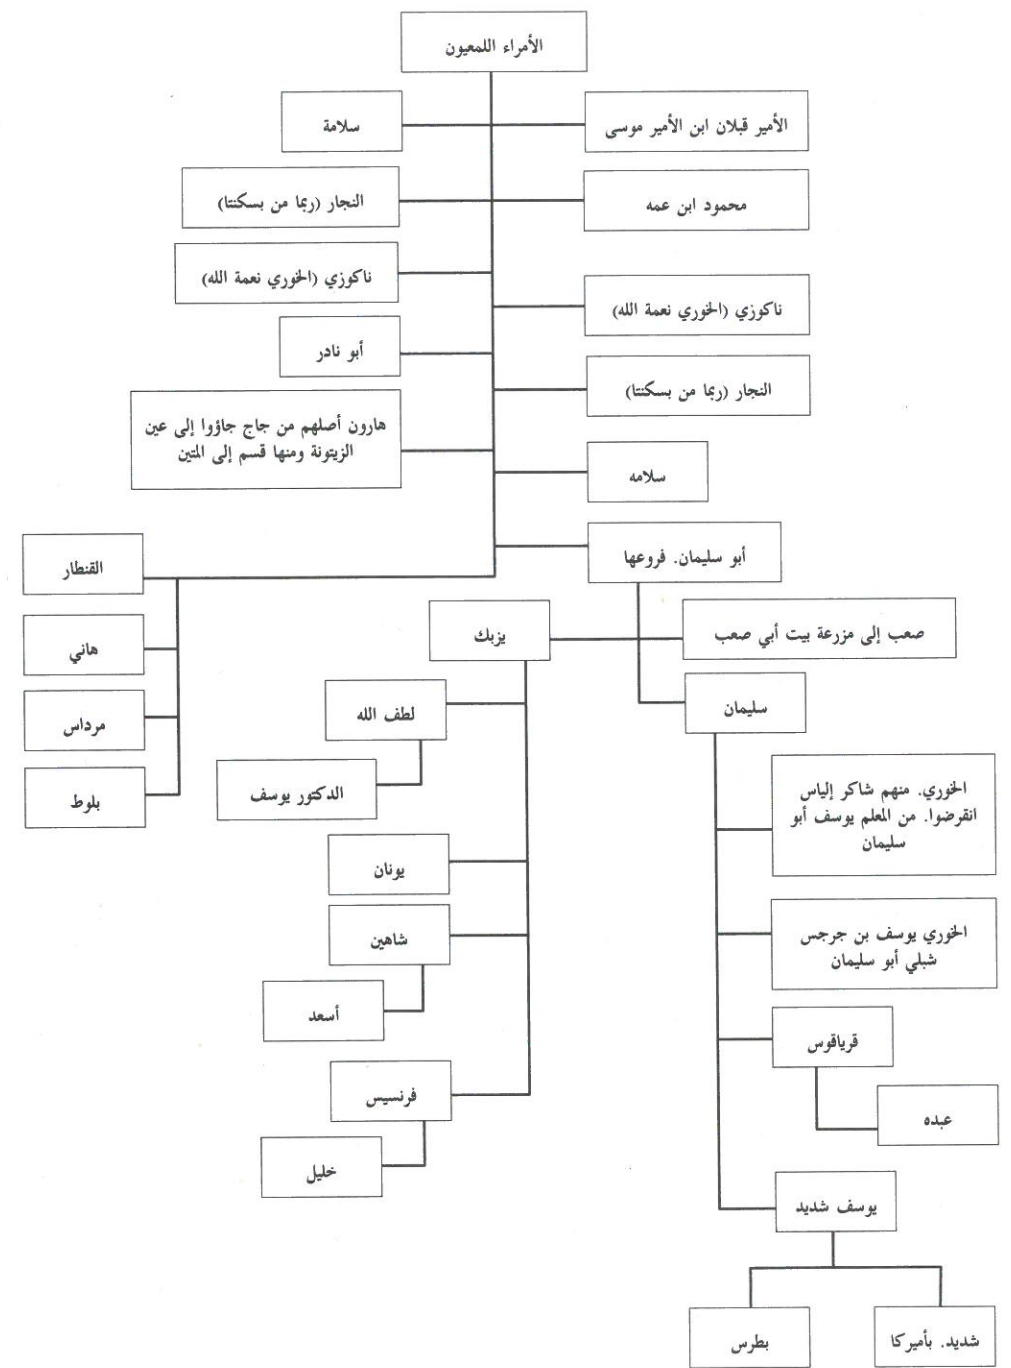 الأمراء اللمعيون
الأمير قبلان ابن الأمير موسى
سلامة
محمود ابن عمه
النجار (ربما من بسكنتا)
ناكوزي (الخوري نعمة الله)
ناكوزي (الخوري نعمة الله)
أبو نادر
النجار (ربما من بسكنتا)
هارون أصلهم من جاج جاؤوا إلى عين
الزيتونة ومنها قسم إلى المتين
سلامه
أبو سليمان. فروعها
القنطار
هاني
مرداس
بلوط
صعب إلى مزرعة بيت أبي صعب
يزبك
سليمان
لطف الله
الدكتور يوسف
يونان
شاهين
أسعد
فرنسيس
خليل
الخوري. منهم شاكر إلياس
انقرضوا. من المعلم يوسف أبو
سليمان
الخوري يوسف بن جرجس
شبلي أبو سليمان
قرياقوس
عبده
يوسف شديد
شديد. بأميركا
بطرس